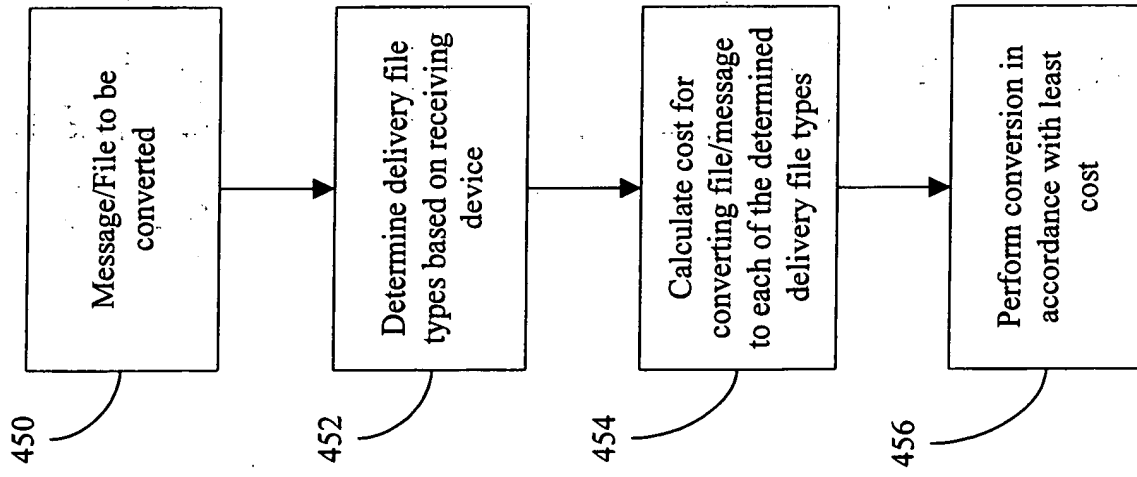 450
Message/File to be
converted
452
Determine delivery file
types based on receiving
device
454
Calculate cost for
converting file/message
to each of the determined
delivery file types
456
Perform conversion in
accordance with least
cost